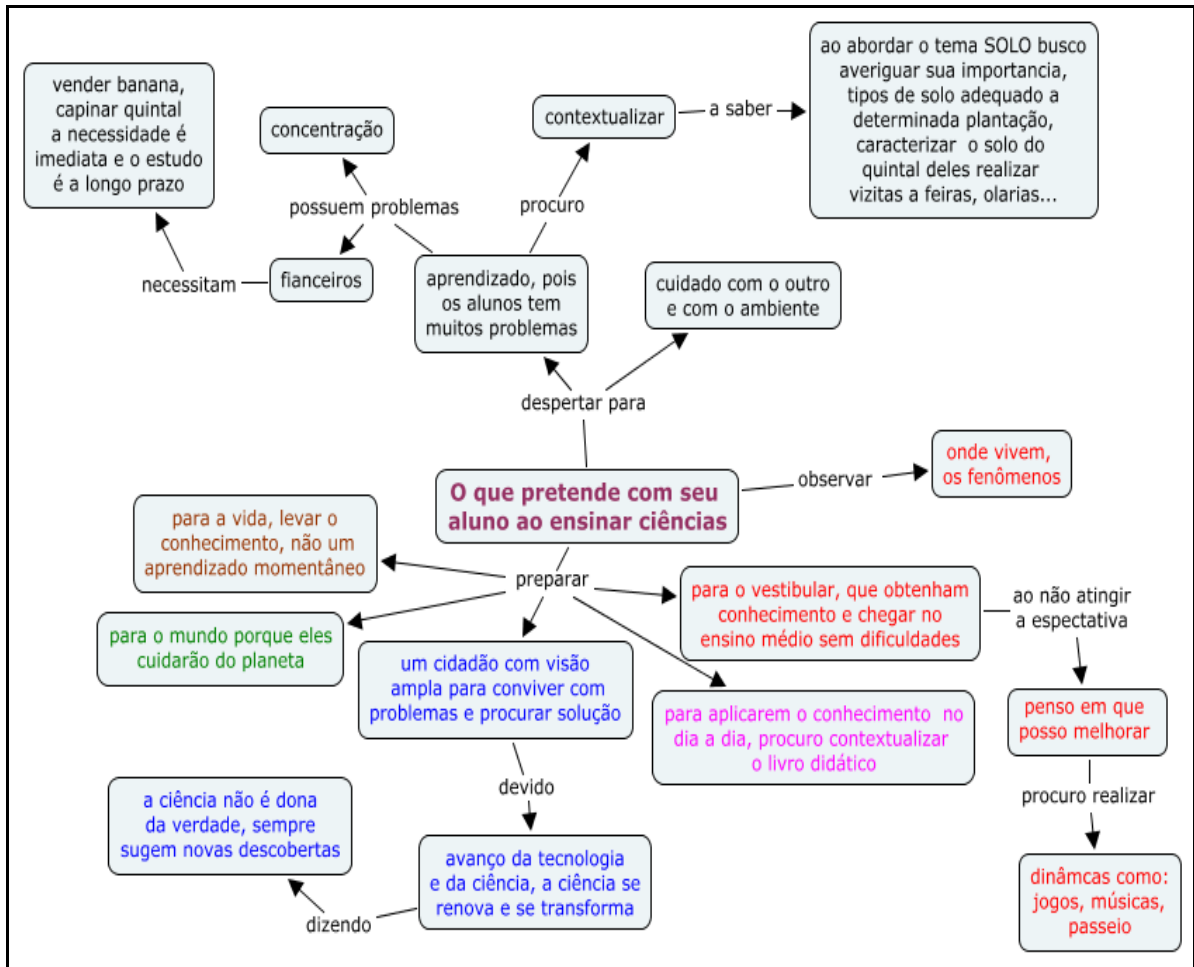 ao abordar o tema SOLO busco
averiguar sua importancia,
tipos de solo adequado a
determinada plantação,
caracterizar o solo do
quintal deles realizar
vizitas a feiras, olarias...
vender banana,
capinar quintal
a necessidade é
imediata e o estudo
é a longo prazo
concentração
contextualizar
a saber
possuem problemas
procuro
necessitam
fianceiros
aprendizado, pois
os alunos tem
muitos problemas
cuidado com o outro
e com o ambiente
despertar para
O que pretende com seu
aluno ao ensinar ciências
observar
onde vivem,
os fenômenos
para a vida, levar o
conhecimento, não um
aprendizado momentâneo
preparar
para o vestibular, que obtenham
conhecimento e chegar no
ensino médio sem dificuldades
ao não atingir
a espectativa
para o mundo porque eles
cuidarão do planeta
um cidadão com visão
ampla para conviver com
problemas e procurar solução
para aplicarem o conhecimento no
dia a dia, procuro contextualizar
o livro didático
penso em que
posso melhorar
devido
procuro realizar
a ciência não é dona
da verdade, sempre
sugem novas descobertas
avanço da tecnologia
e da ciência, a ciência se
renova e se transforma
dizendo
dinâmcas como:
jogos, músicas,
passeio